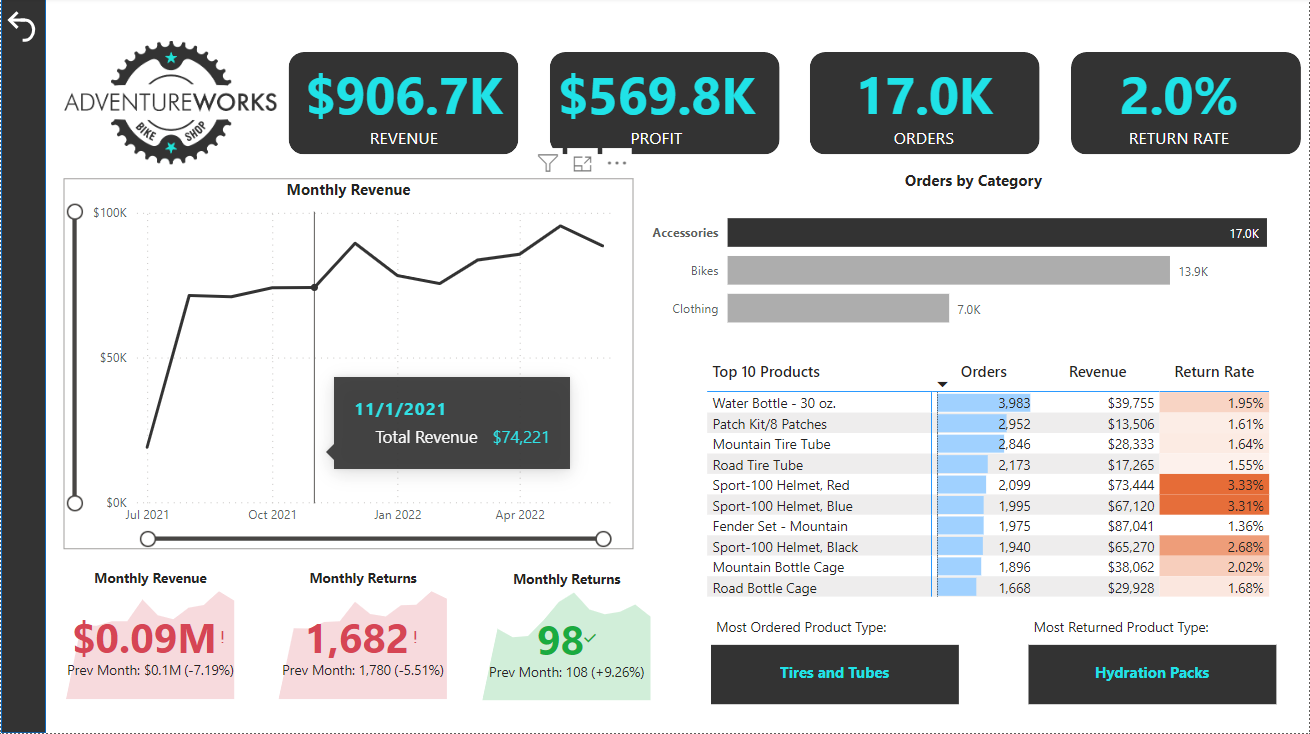 ADVENTUREWORKS
BIKE SHOP
$906.7K
REVENUE
$569.8K
PROFIT
17.0K
ORDERS
2.0%
RETURN RATE
Monthly Revenue
$100K
$50K
$0K
Jul 2021 Oct 2021 Jan 2022 Apr 2022
11/1/2021
Total Revenue $74,221
Orders by Category
Accessories 17.0K
Bikes 13.9K
Clothing 7.0K
Top 10 Products Orders Revenue Return Rate
Water Bottle - 30 oz. 3,983 $39,755 1.95%
Patch Kit/8 Patches 2,952 $13,506 1.61%
Mountain Tire Tube 2,846 $28,333 1.64%
Road Tire Tube 2,173 $17,265 1.55%
Sport-100 Helmet, Red 2,099 $73,444 3.33%
Sport-100 Helmet, Blue 1,995 $67,120 3.31%
Fender Set - Mountain 1,975 $87,041 1.36%
Sport-100 Helmet, Black 1,940 $65,270 2.68%
Mountain Bottle Cage 1,896 $38,062 2.02%
Road Bottle Cage 1,668 $29,928 1.68%
Monthly Revenue
$0.09M!
Prev Month: $0.1M (-7.19%)
Monthly Returns
1,682!
Prev Month: 1,780 (-5.51%)
Monthly Returns
98
Prev Month: 108 (+9.26%)
Most Ordered Product Type:
Tires and Tubes
Most Returned Product Type:
Hydration Packs